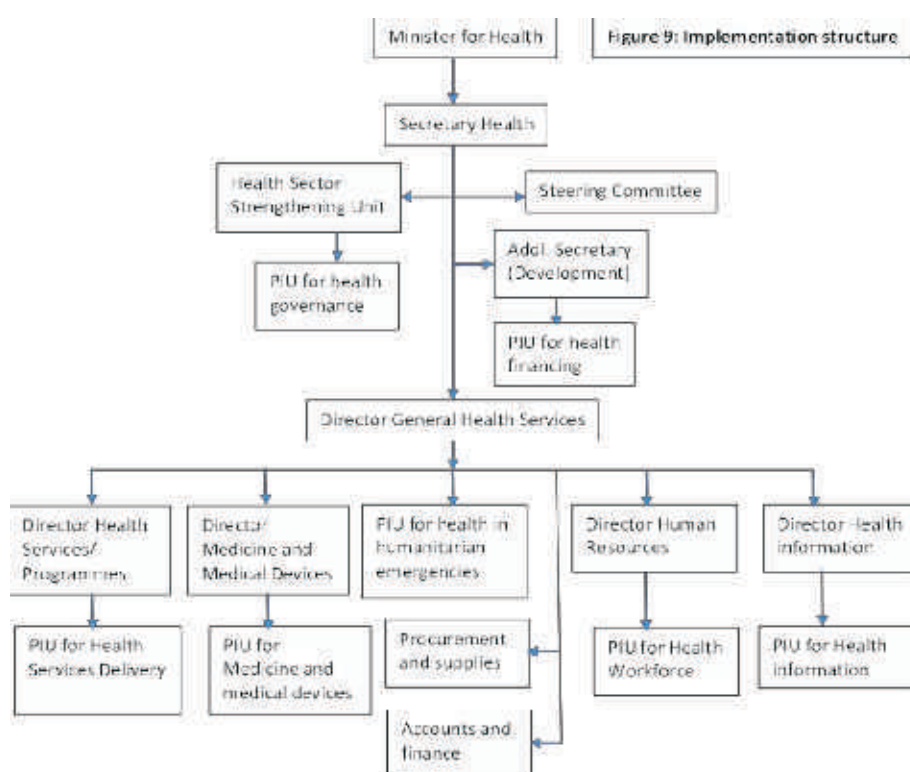 Minister for Health
Figure 9: Implementation structure
Secretary Health
Health Sector
Strengthening Unit
Steering Committee
Addl. Secretary
(Development)
PIU for health
governance
PIU for health
financing
Director General Health Services
Director Health
Services/
Programmes
Director
Medicine and
Medical Devices
PIU for health in
humanitarian
emergencies
Director Human
Resources
Director Health
information
PIU for Health
Services Delivery
PIU for
Medicine and
medical devices
Procurement
and supplies
PIU for Health
Workforce
PIU for Health
information
Accounts and
finance